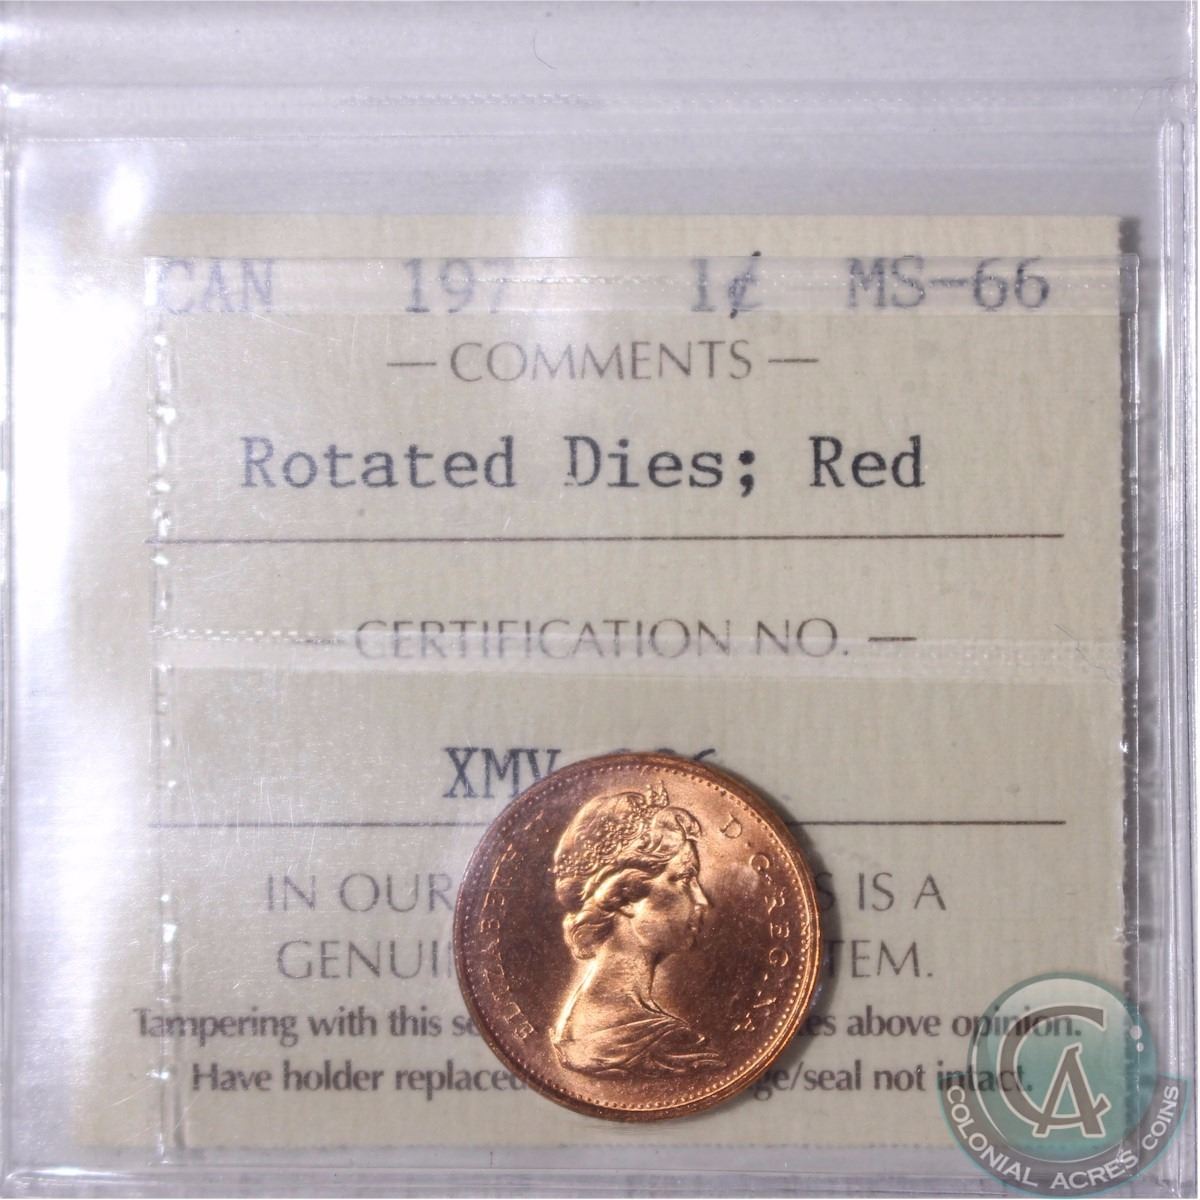 CAN 197 1¢ MS-66
— COMMENTS —
Rotated Dies; Red
— CERTIFICATION NO. —
XMV
IN OUR S IS A
GENUI TEM.
Tampering with this se es above opinion.
Have holder replaced ge/seal not intact.
ELIZABETH II D·G·REGINA
CA
COLONIAL ACRES COINS